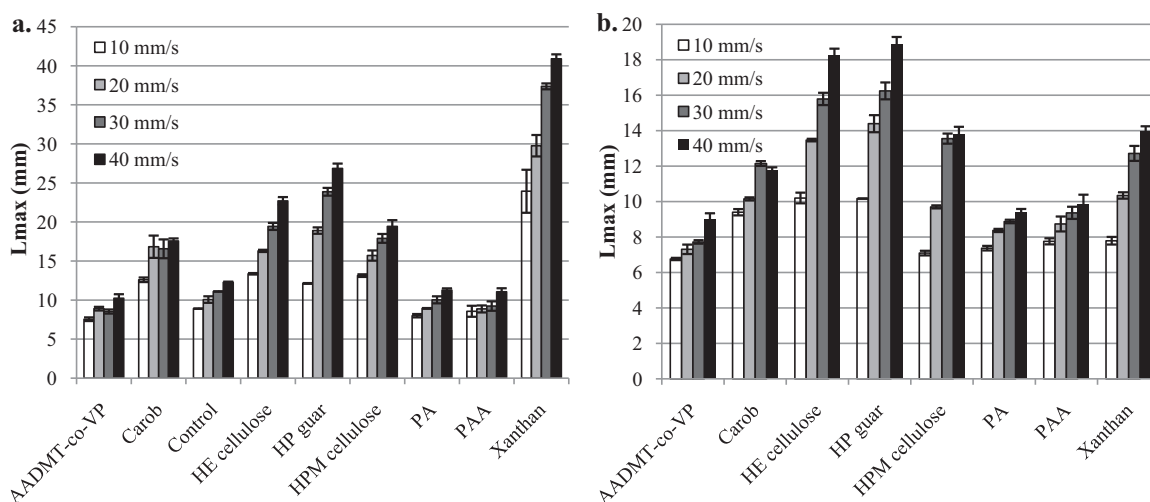 a.
10 mm/s
20 mm/s
30 mm/s
40 mm/s
Lmax (mm)
45
40
35
30
25
20
15
10
5
0
AADMT-co-VP
Carob
Control
HE cellulose
HP guar
HPM cellulose
PA
PAA
Xanthan
b.
10 mm/s
20 mm/s
30 mm/s
40 mm/s
Lmax (mm)
20
18
16
14
12
10
8
6
4
2
0
AADMT-co-VP
Carob
HE cellulose
HP guar
HPM cellulose
PA
PAA
Xanthan